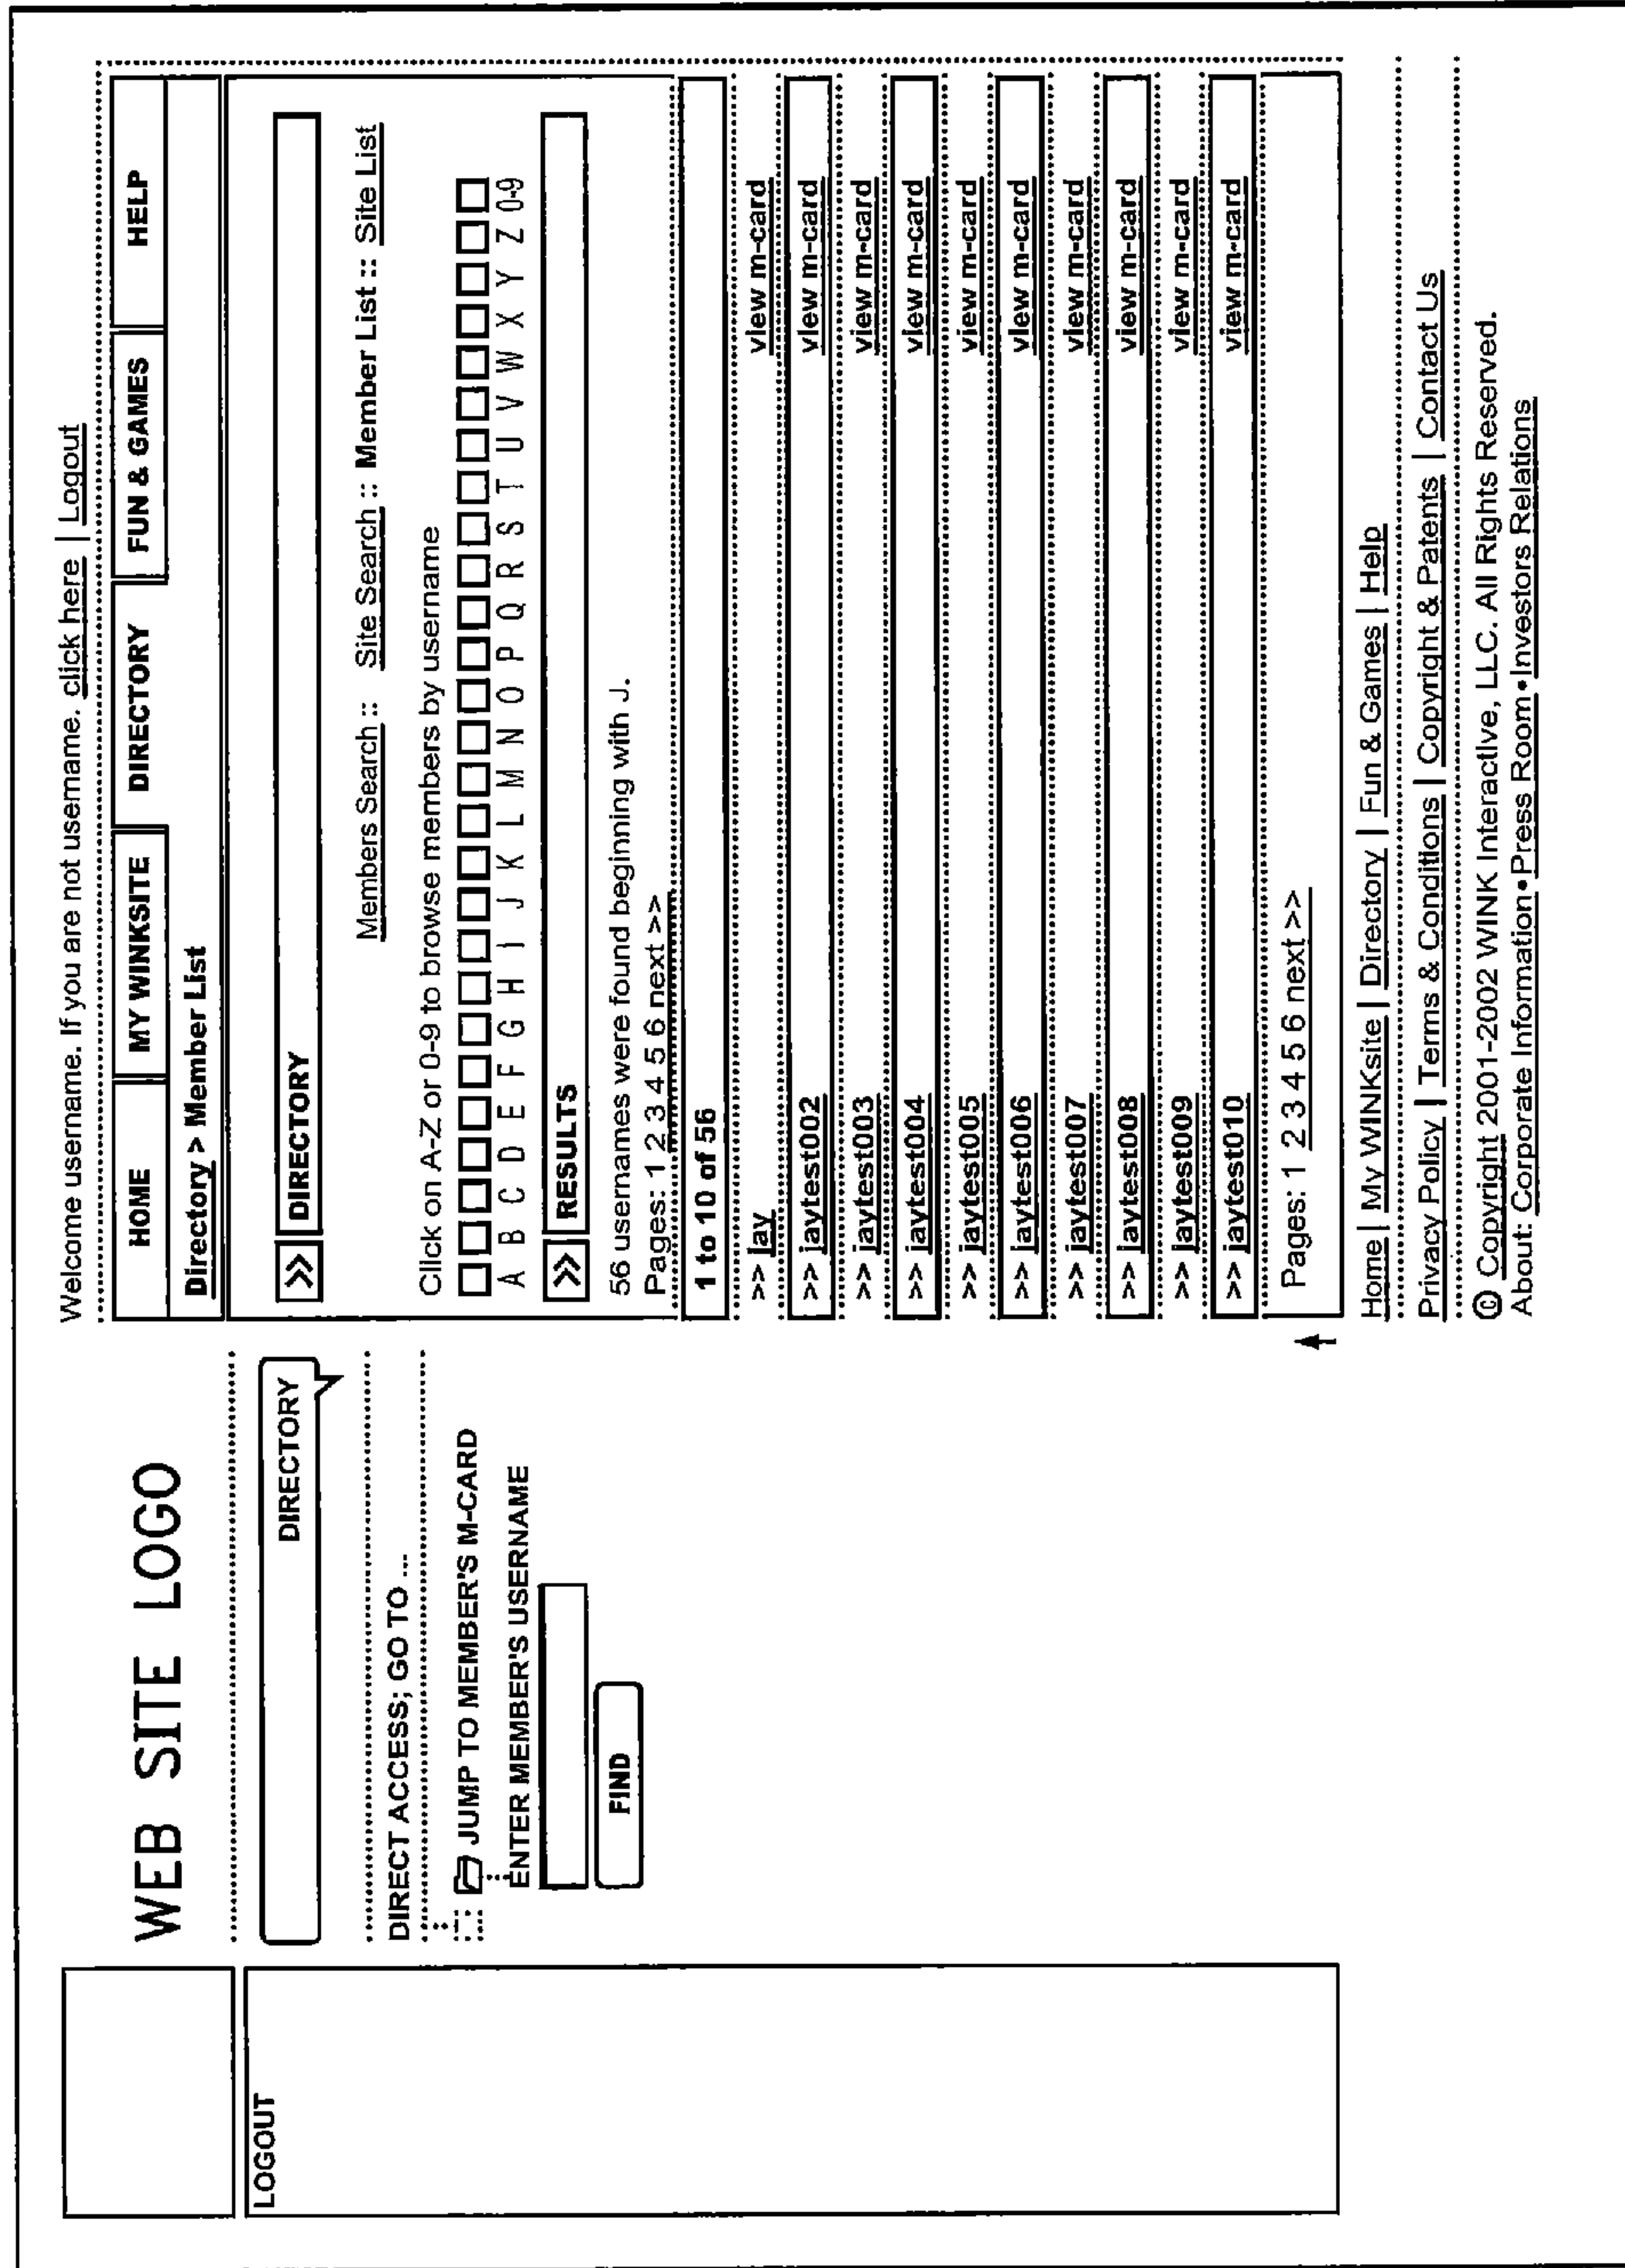 LOGOUT
WEB SITE LOGO
DIRECTORY
DIRECT ACCESS; GO TO ...
JUMP TO MEMBER'S M-CARD
ENTER MEMBER'S USERNAME
FIND
Welcome username. If you are not username. click here | Logout
HOME MY WINKSITE DIRECTORY FUN & GAMES HELP
Directory > Member List
>> DIRECTORY
Members Search :: Site Search :: Member List :: Site List
Click on A-Z or 0-9 to browse members by username
A B C D E F G H I J K L M N O P Q R S T U V W X Y Z 0-9
>> RESULTS
56 usernames were found beginning with J.
Pages: 1 2 3 4 5 6 next >>
1 to 10 of 56
>> jay view m-card
>> jaytest002 view m-card
>> jaytest003 view m-card
>> jaytest004 view m-card
>> jaytest005 view m-card
>> jaytest006 view m-card
>> jaytest007 view m-card
>> jaytest008 view m-card
>> jaytest009 view m-card
>> jaytest010 view m-card
Pages: 1 2 3 4 5 6 next >>
Home | My WINKsite | Directory | Fun & Games | Help
Privacy Policy | Terms & Conditions | Copyright & Patents | Contact Us
© Copyright 2001-2002 WINK Interactive, LLC. All Rights Reserved.
About: Corporate Information•Press Room•Investors Relations